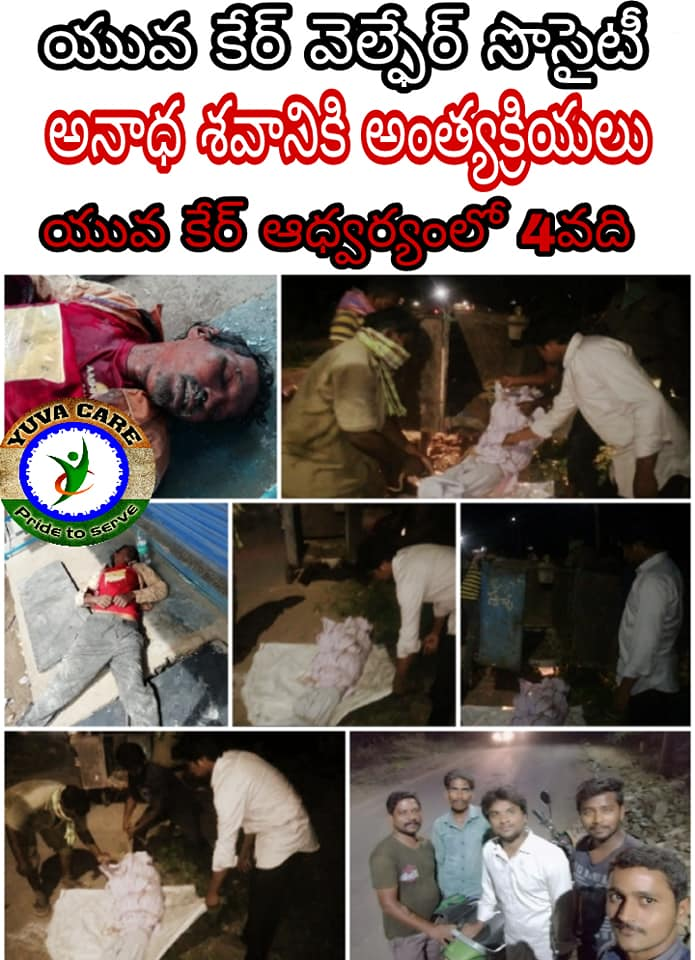 యువ కేర్ వెల్ఫేర్ సొసైటీ
అనాధ శవానికి అంత్యక్రియలు
యువ కేర్ ఆధ్వర్యంలో 4వది
YUVA CARE
Pride to Serve